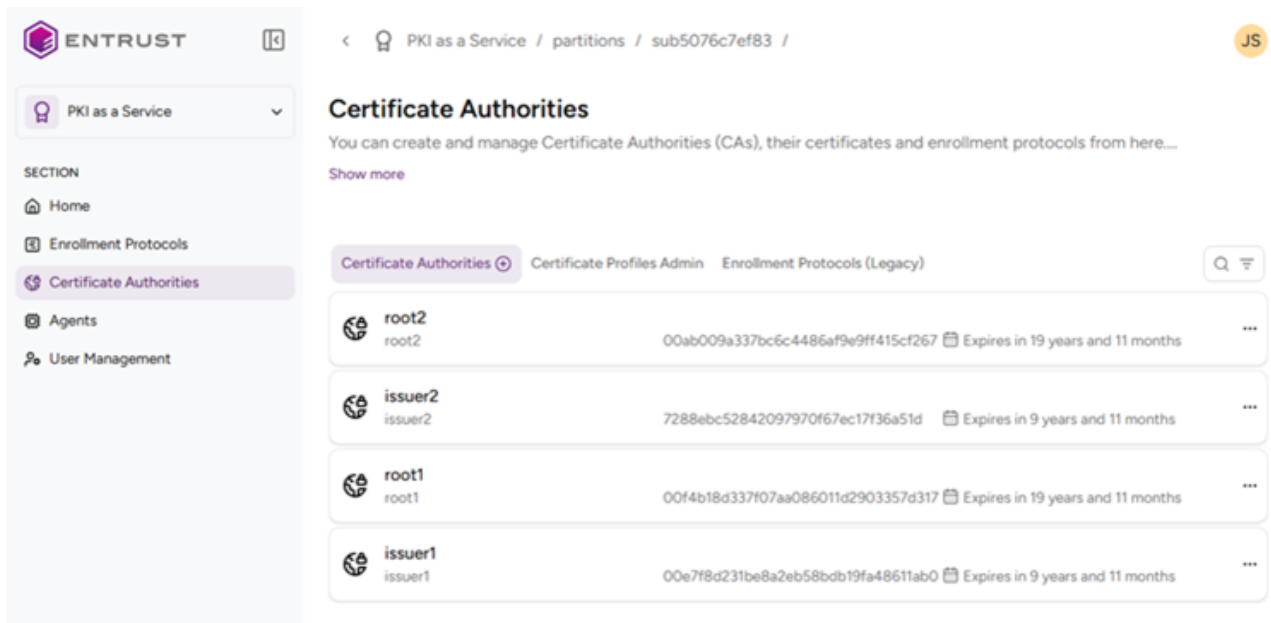 ENTRUST
PKI as a Service / partitions / sub5076c7ef83 /
JS
PKI as a Service
SECTION
Home
Enrollment Protocols
Certificate Authorities
Agents
User Management
Certificate Authorities
You can create and manage Certificate Authorities (CAs), their certificates and enrollment protocols from here....
Show more
Certificate Authorities Certificate Profiles Admin Enrollment Protocols (Legacy)
root2
root2 00ab009a337bc6c4486af9e9ff415cf267 Expires in 19 years and 11 months
issuer2
issuer2 7288ebc52842097970f67ec17f36a51d Expires in 9 years and 11 months
root1
root1 00f4b18d337f07aa086011d2903357d317 Expires in 19 years and 11 months
issuer1
issuer1 00e7f8d231be8a2eb58bdb19fa48611ab0 Expires in 9 years and 11 months